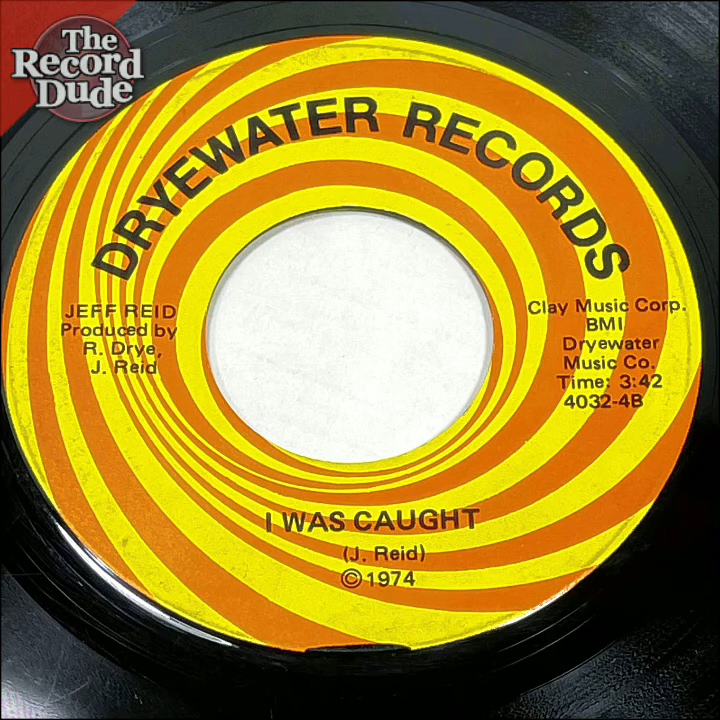 The
Record
Dude
DRYEWATER RECORDS
JEFF REID
Produced by
R. Drye,
J. Reid
Clay Music Corp.
BMI
Dryewater
Music Co.
Time: 3:42
4032-4B
I WAS CAUGHT
(J. Reid)
©1974